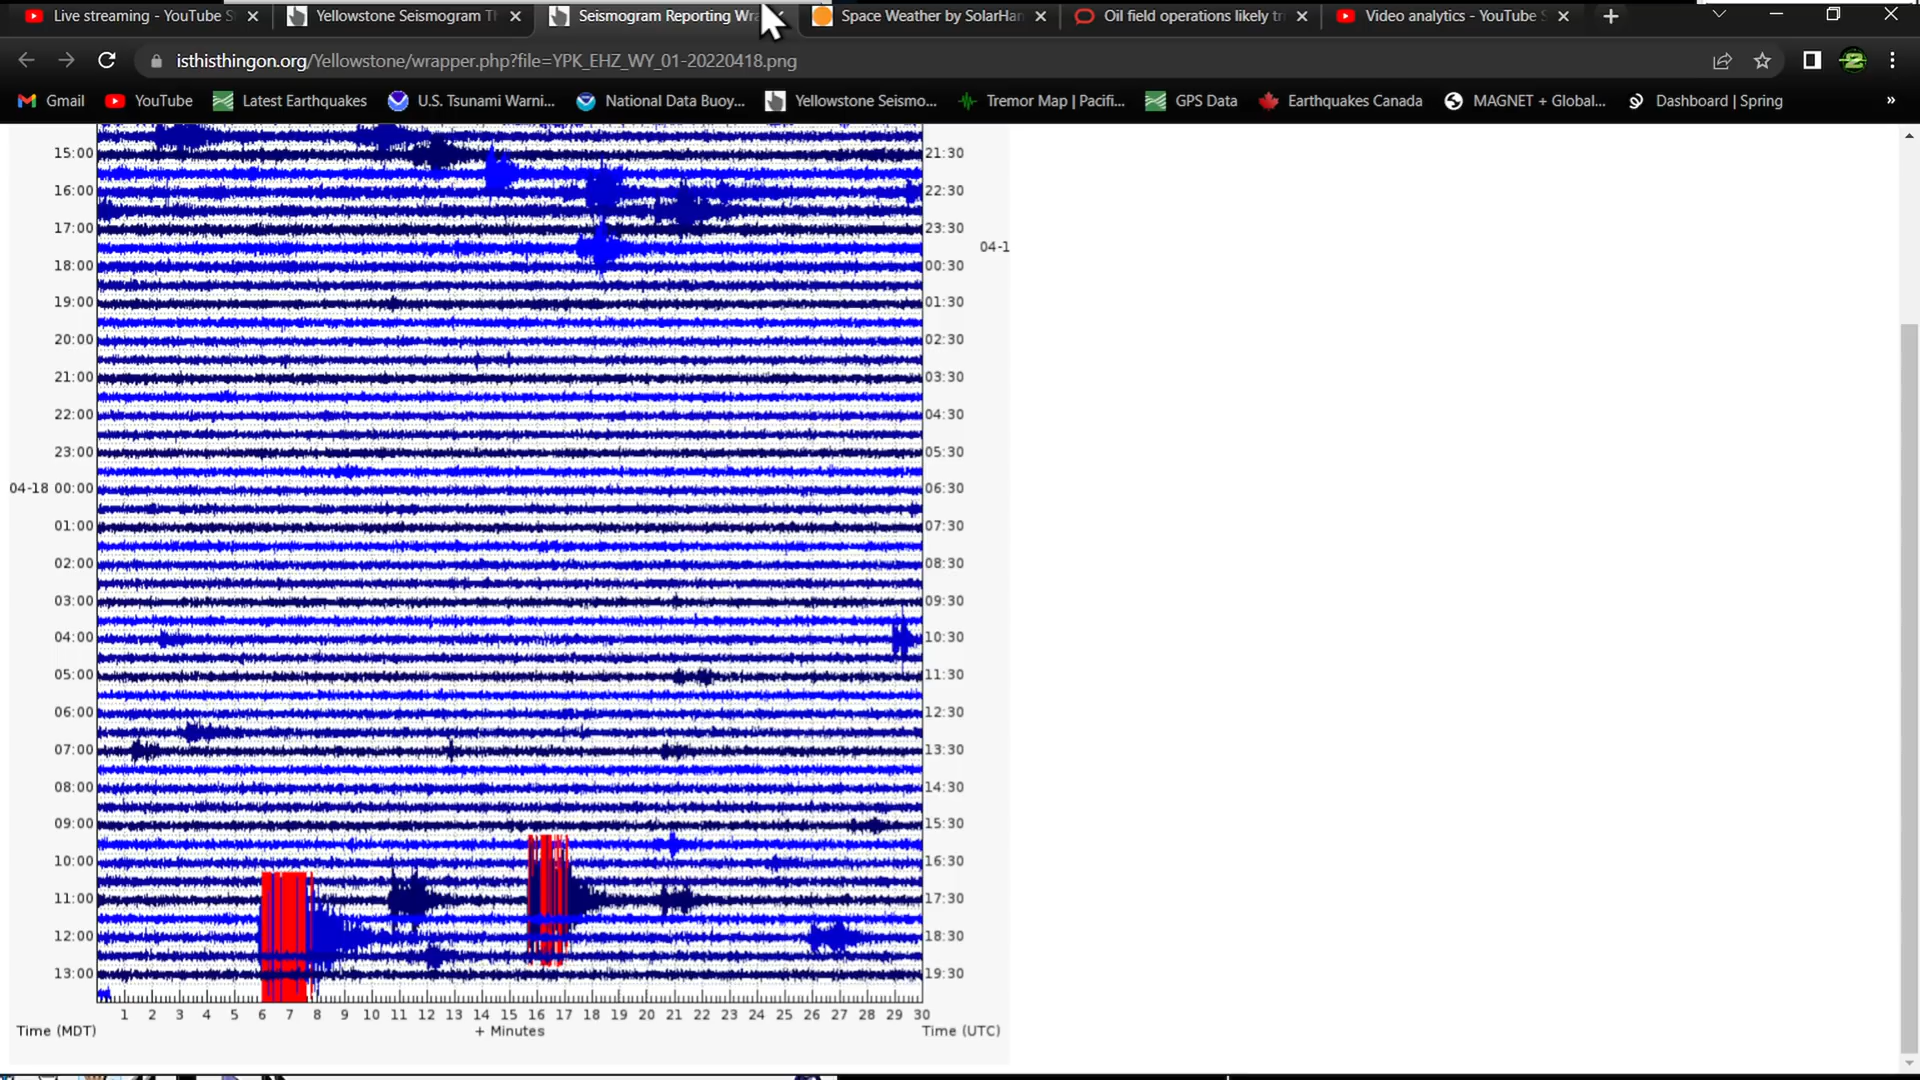 Live streaming - YouTube S
Yellowstone Seismogram Th
Seismogram Reporting Wra
Space Weather by SolarHam
Oil field operations likely tr
Video analytics - YouTube S
isthisthingon.org/Yellowstone/wrapper.php?file=YPK_EHZ_WY_01-20220418.png
Gmail
YouTube
Latest Earthquakes
U.S. Tsunami Warni...
National Data Buoy...
Yellowstone Seismo...
Tremor Map | Pacifi...
GPS Data
Earthquakes Canada
MAGNET + Global...
Dashboard | Spring
»
15:00 21:30
16:00 22:30
17:00 23:30
04-1
18:00 00:30
19:00 01:30
20:00 02:30
21:00 03:30
22:00 04:30
23:00 05:30
04-18 00:00 06:30
01:00 07:30
02:00 08:30
03:00 09:30
04:00 10:30
05:00 11:30
06:00 12:30
07:00 13:30
08:00 14:30
09:00 15:30
10:00 16:30
11:00 17:30
12:00 18:30
13:00 19:30
1 2 3 4 5 6 7 8 9 10 11 12 13 14 15 16 17 18 19 20 21 22 23 24 25 26 27 28 29 30
Time (MDT) + Minutes Time (UTC)